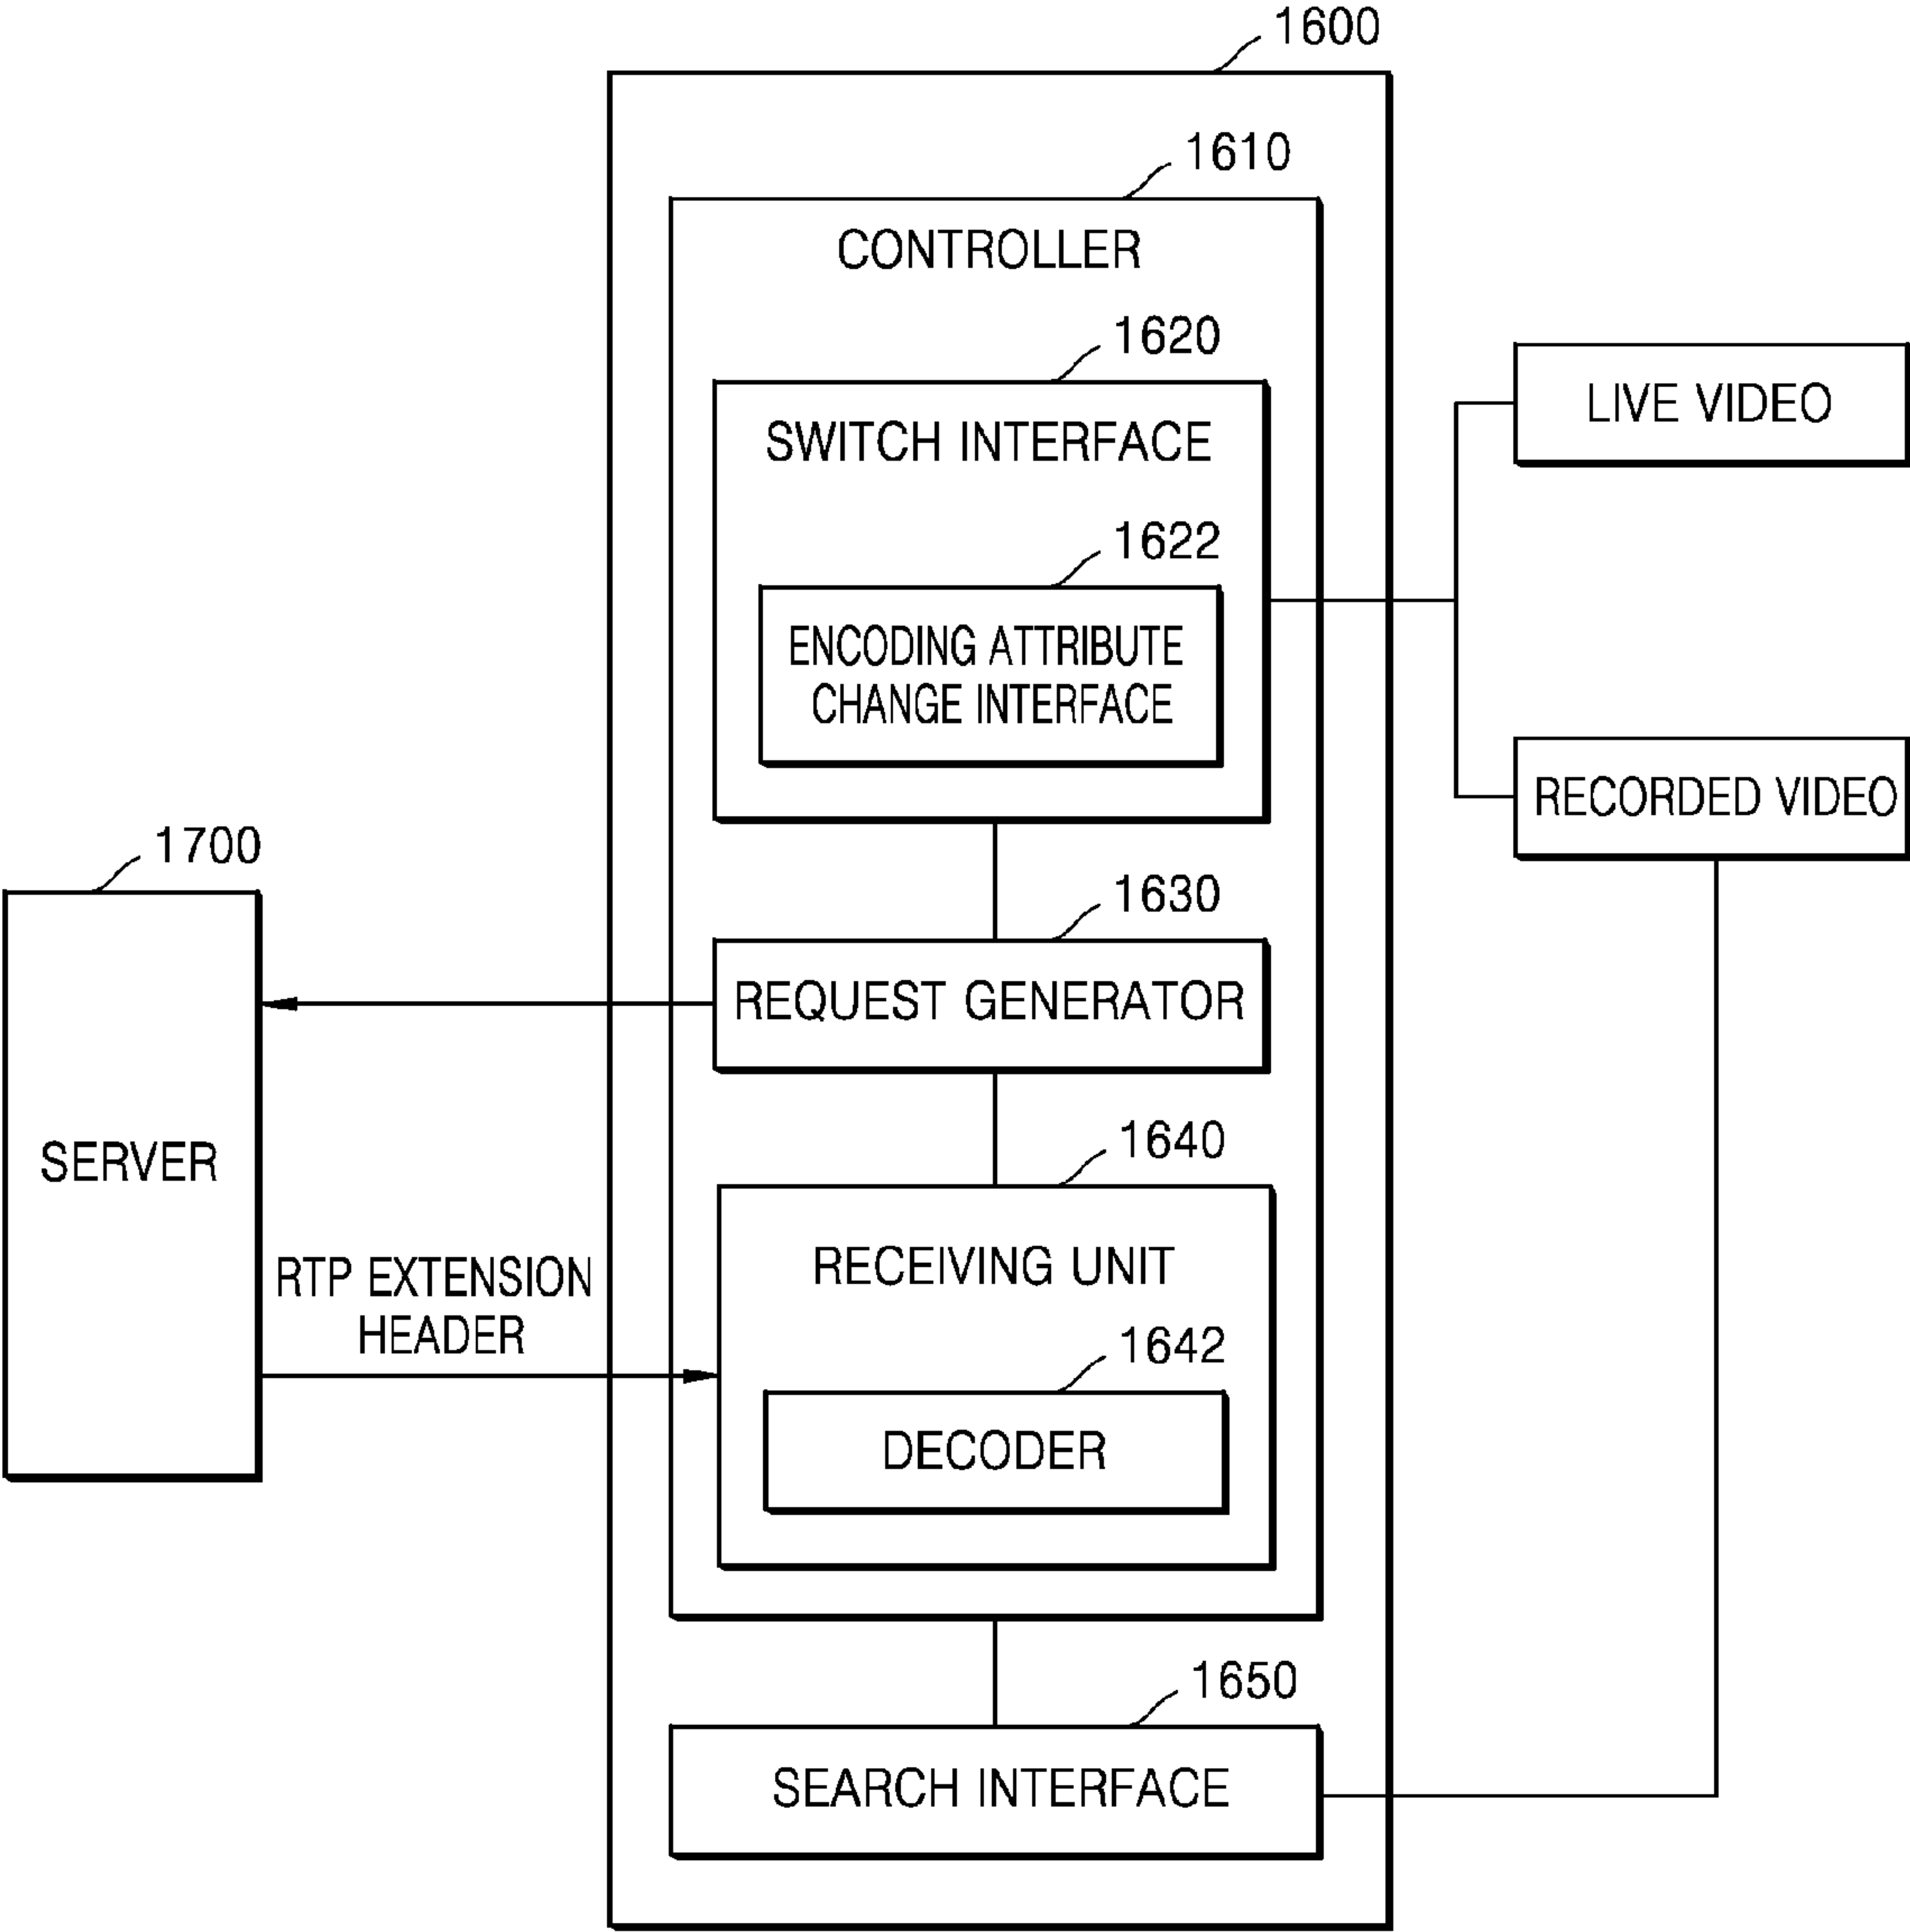 1600
1610
CONTROLLER
1620
SWITCH INTERFACE
1622
ENCODING ATTRIBUTE
CHANGE INTERFACE
LIVE VIDEO
RECORDED VIDEO
1700
SERVER
1630
REQUEST GENERATOR
RTP EXTENSION
HEADER
1640
RECEIVING UNIT
1642
DECODER
1650
SEARCH INTERFACE